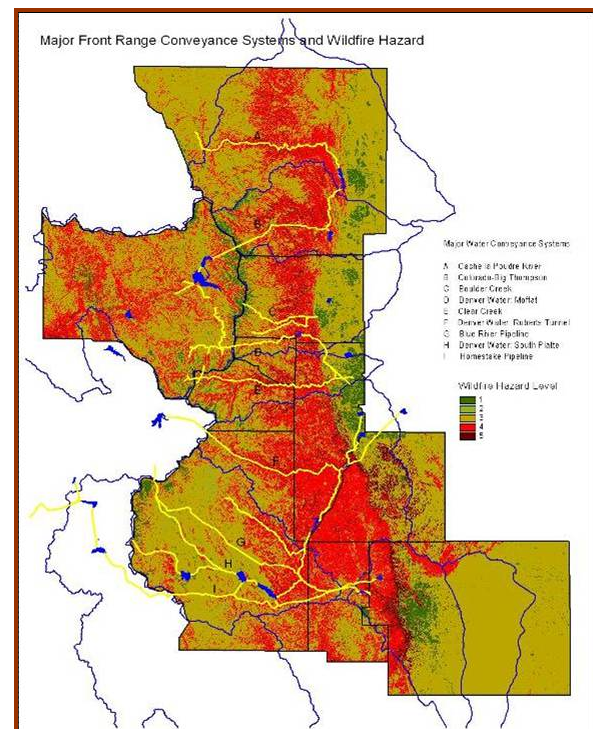 Major Front Range Conveyance Systems and Wildfire Hazard
A
B
C
D
B
E
F
G
H
I
Major Water Conveyance Systems
A Cache la Poudre River
B Colorado-Big Thompson
C Boulder Creek
D Denver Water: Moffat
E Clear Creek
F Denver Water: Roberts Tunnel
G Blue River Pipeline
H Denver Water: South Platte
I Homestake Pipeline
Wildfire Hazard Level
1
2
3
4
5